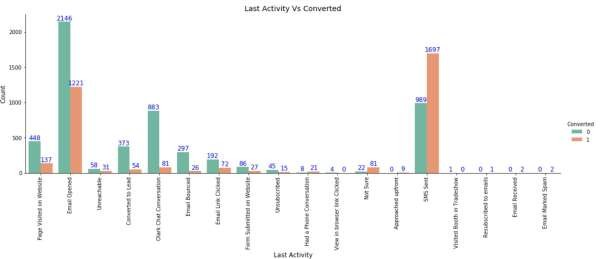 Last Activity Vs Converted
Count
2000
1500
1000
500
0
448 137
2146 1221
58 31
373 54
883 81
297 26
192 72
86 27
45 15
8 21
4 0
22 81
0 9
989 1697
1 0
0 1
0 2
0 2
Page Visited on Website
Email Opened
Unreachable
Converted to Lead
Olark Chat Conversation
Email Bounced
Email Link Clicked
Form Submitted on Website
Unsubscribed
Had a Phone Conversation
View in browser link Clicked
Not Sure
Approached upfront
SMS Sent
Visited Booth in Tradeshow
Resubscribed to emails
Email Received
Email Marked Spam
Last Activity
Converted
0
1